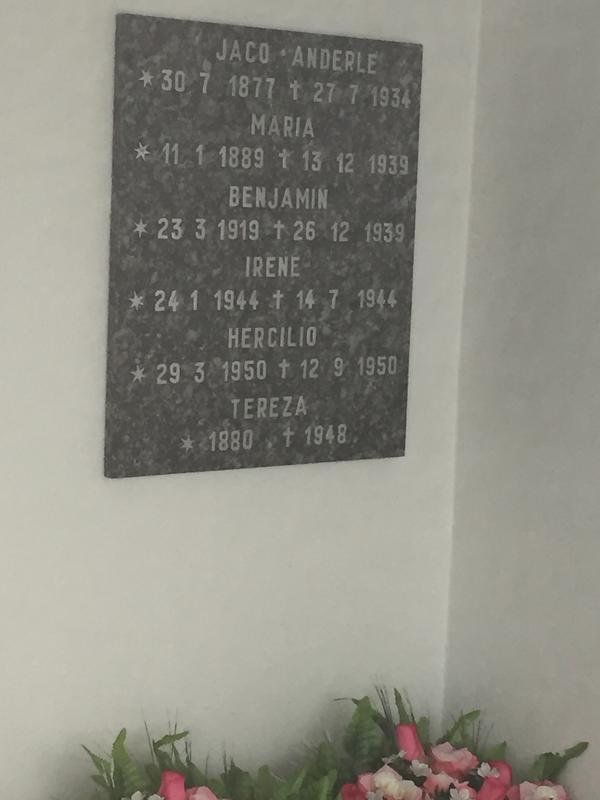 JACO ANDERLE
* 30 7 1877 † 27 7 1934
MARIA
* 11 1 1889 † 13 12 1939
BENJAMIN
* 23 3 1919 † 26 12 1939
IRENE
* 24 1 1944 † 14 7 1944
HERCILIO
* 29 3 1950 † 12 9 1950
TEREZA
* 1880 † 1948